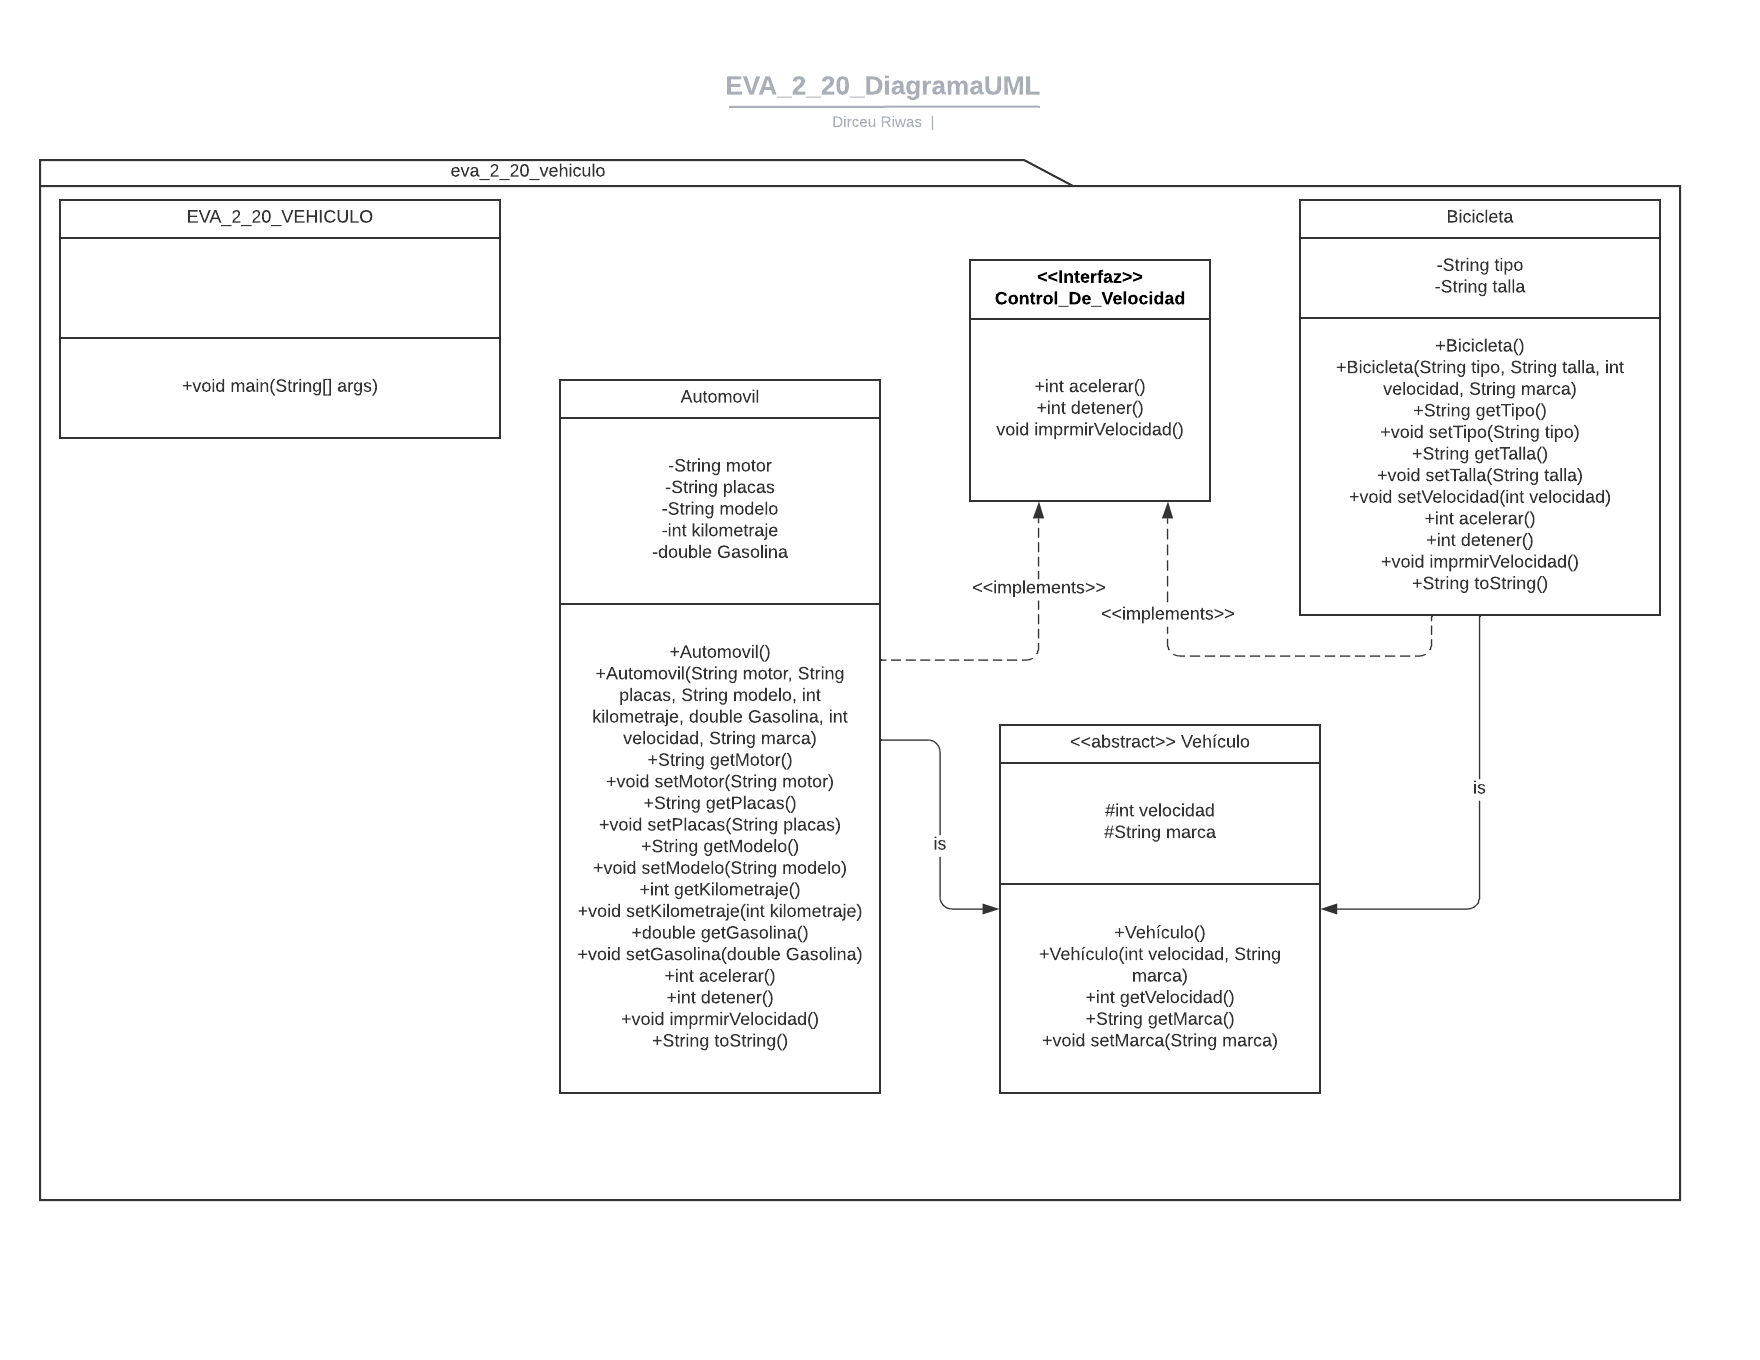 EVA_2_20_DiagramaUML
Dirceu Riwas |
eva_2_20_vehiculo
EVA_2_20_VEHICULO
+void main(String[] args)
Automovil
-String motor
-String placas
-String modelo
-int kilometraje
-double Gasolina
+Automovil()
+Automovil(String motor, String
placas, String modelo, int
kilometraje, double Gasolina, int
velocidad, String marca)
+String getMotor()
+void setMotor(String motor)
+String getPlacas()
+void setPlacas(String placas)
+String getModelo()
+void setModelo(String modelo)
+int getKilometraje()
+void setKilometraje(int kilometraje)
+double getGasolina()
+void setGasolina(double Gasolina)
+int acelerar()
+int detener()
+void imprmirVelocidad()
+String toString()
<<Interfaz>>
Control_De_Velocidad
+int acelerar()
+int detener()
void imprmirVelocidad()
<<implements>>
<<implements>>
is
<<abstract>> Vehículo
#int velocidad
#String marca
+Vehículo()
+Vehículo(int velocidad, String
marca)
+int getVelocidad()
+String getMarca()
+void setMarca(String marca)
Bicicleta
-String tipo
-String talla
+Bicicleta()
+Bicicleta(String tipo, String talla, int
velocidad, String marca)
+String getTipo()
+void setTipo(String tipo)
+String getTalla()
+void setTalla(String talla)
+void setVelocidad(int velocidad)
+int acelerar()
+int detener()
+void imprmirVelocidad()
+String toString()
is